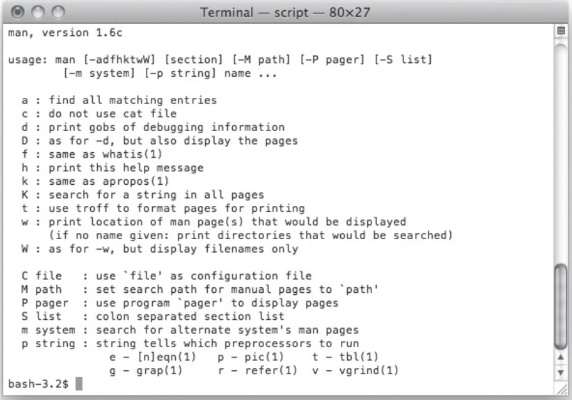 Terminal — script — 80×27
man, version 1.6c
usage: man [-adfhktwW] [section] [-M path] [-P pager] [-S list]
[-m system] [-p string] name ...
a : find all matching entries
c : do not use cat file
d : print gobs of debugging information
D : as for -d, but also display the pages
f : same as whatis(1)
h : print this help message
k : same as apropos(1)
K : search for a string in all pages
t : use troff to format pages for printing
w : print location of man page(s) that would be displayed
(if no name given: print directories that would be searched)
W : as for -w, but display filenames only
C file : use `file' as configuration file
M path : set search path for manual pages to `path'
P pager : use program `pager' to display pages
S list : colon separated section list
m system : search for alternate system's man pages
p string : string tells which preprocessors to run
e - [n]eqn(1) p - pic(1) t - tbl(1)
g - grap(1) r - refer(1) v - vgrind(1)
bash-3.2$